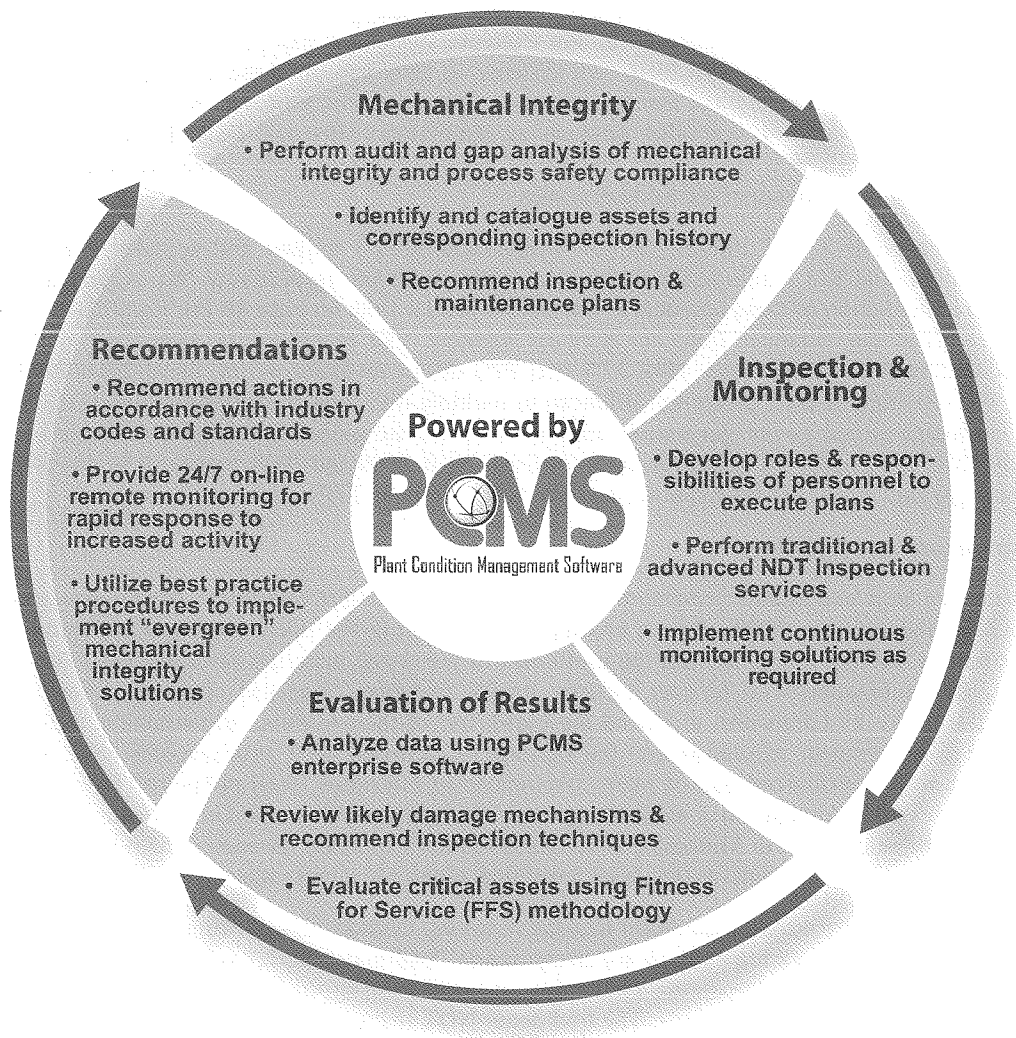 Mechanical Integrity
• Perform audit and gap analysis of mechanical
integrity and process safety compliance
• Identify and catalogue assets and
corresponding inspection history
• Recommend inspection &
maintenance plans
Inspection &
Monitoring
• Develop roles & respon-
sibilities of personnel to
execute plans
• Perform traditional &
advanced NDT Inspection
services
• Implement continuous
monitoring solutions as
required
Evaluation of Results
• Analyze data using PCMS
enterprise software
• Review likely damage mechanisms &
recommend inspection techniques
• Evaluate critical assets using Fitness
for Service (FFS) methodology
Recommendations
• Recommend actions in
accordance with industry
codes and standards
• Provide 24/7 on-line
remote monitoring for
rapid response to
increased activity
• Utilize best practice
procedures to imple-
ment “evergreen”
mechanical
integrity
solutions
Powered by
PCMS
Plant Condition Management Software